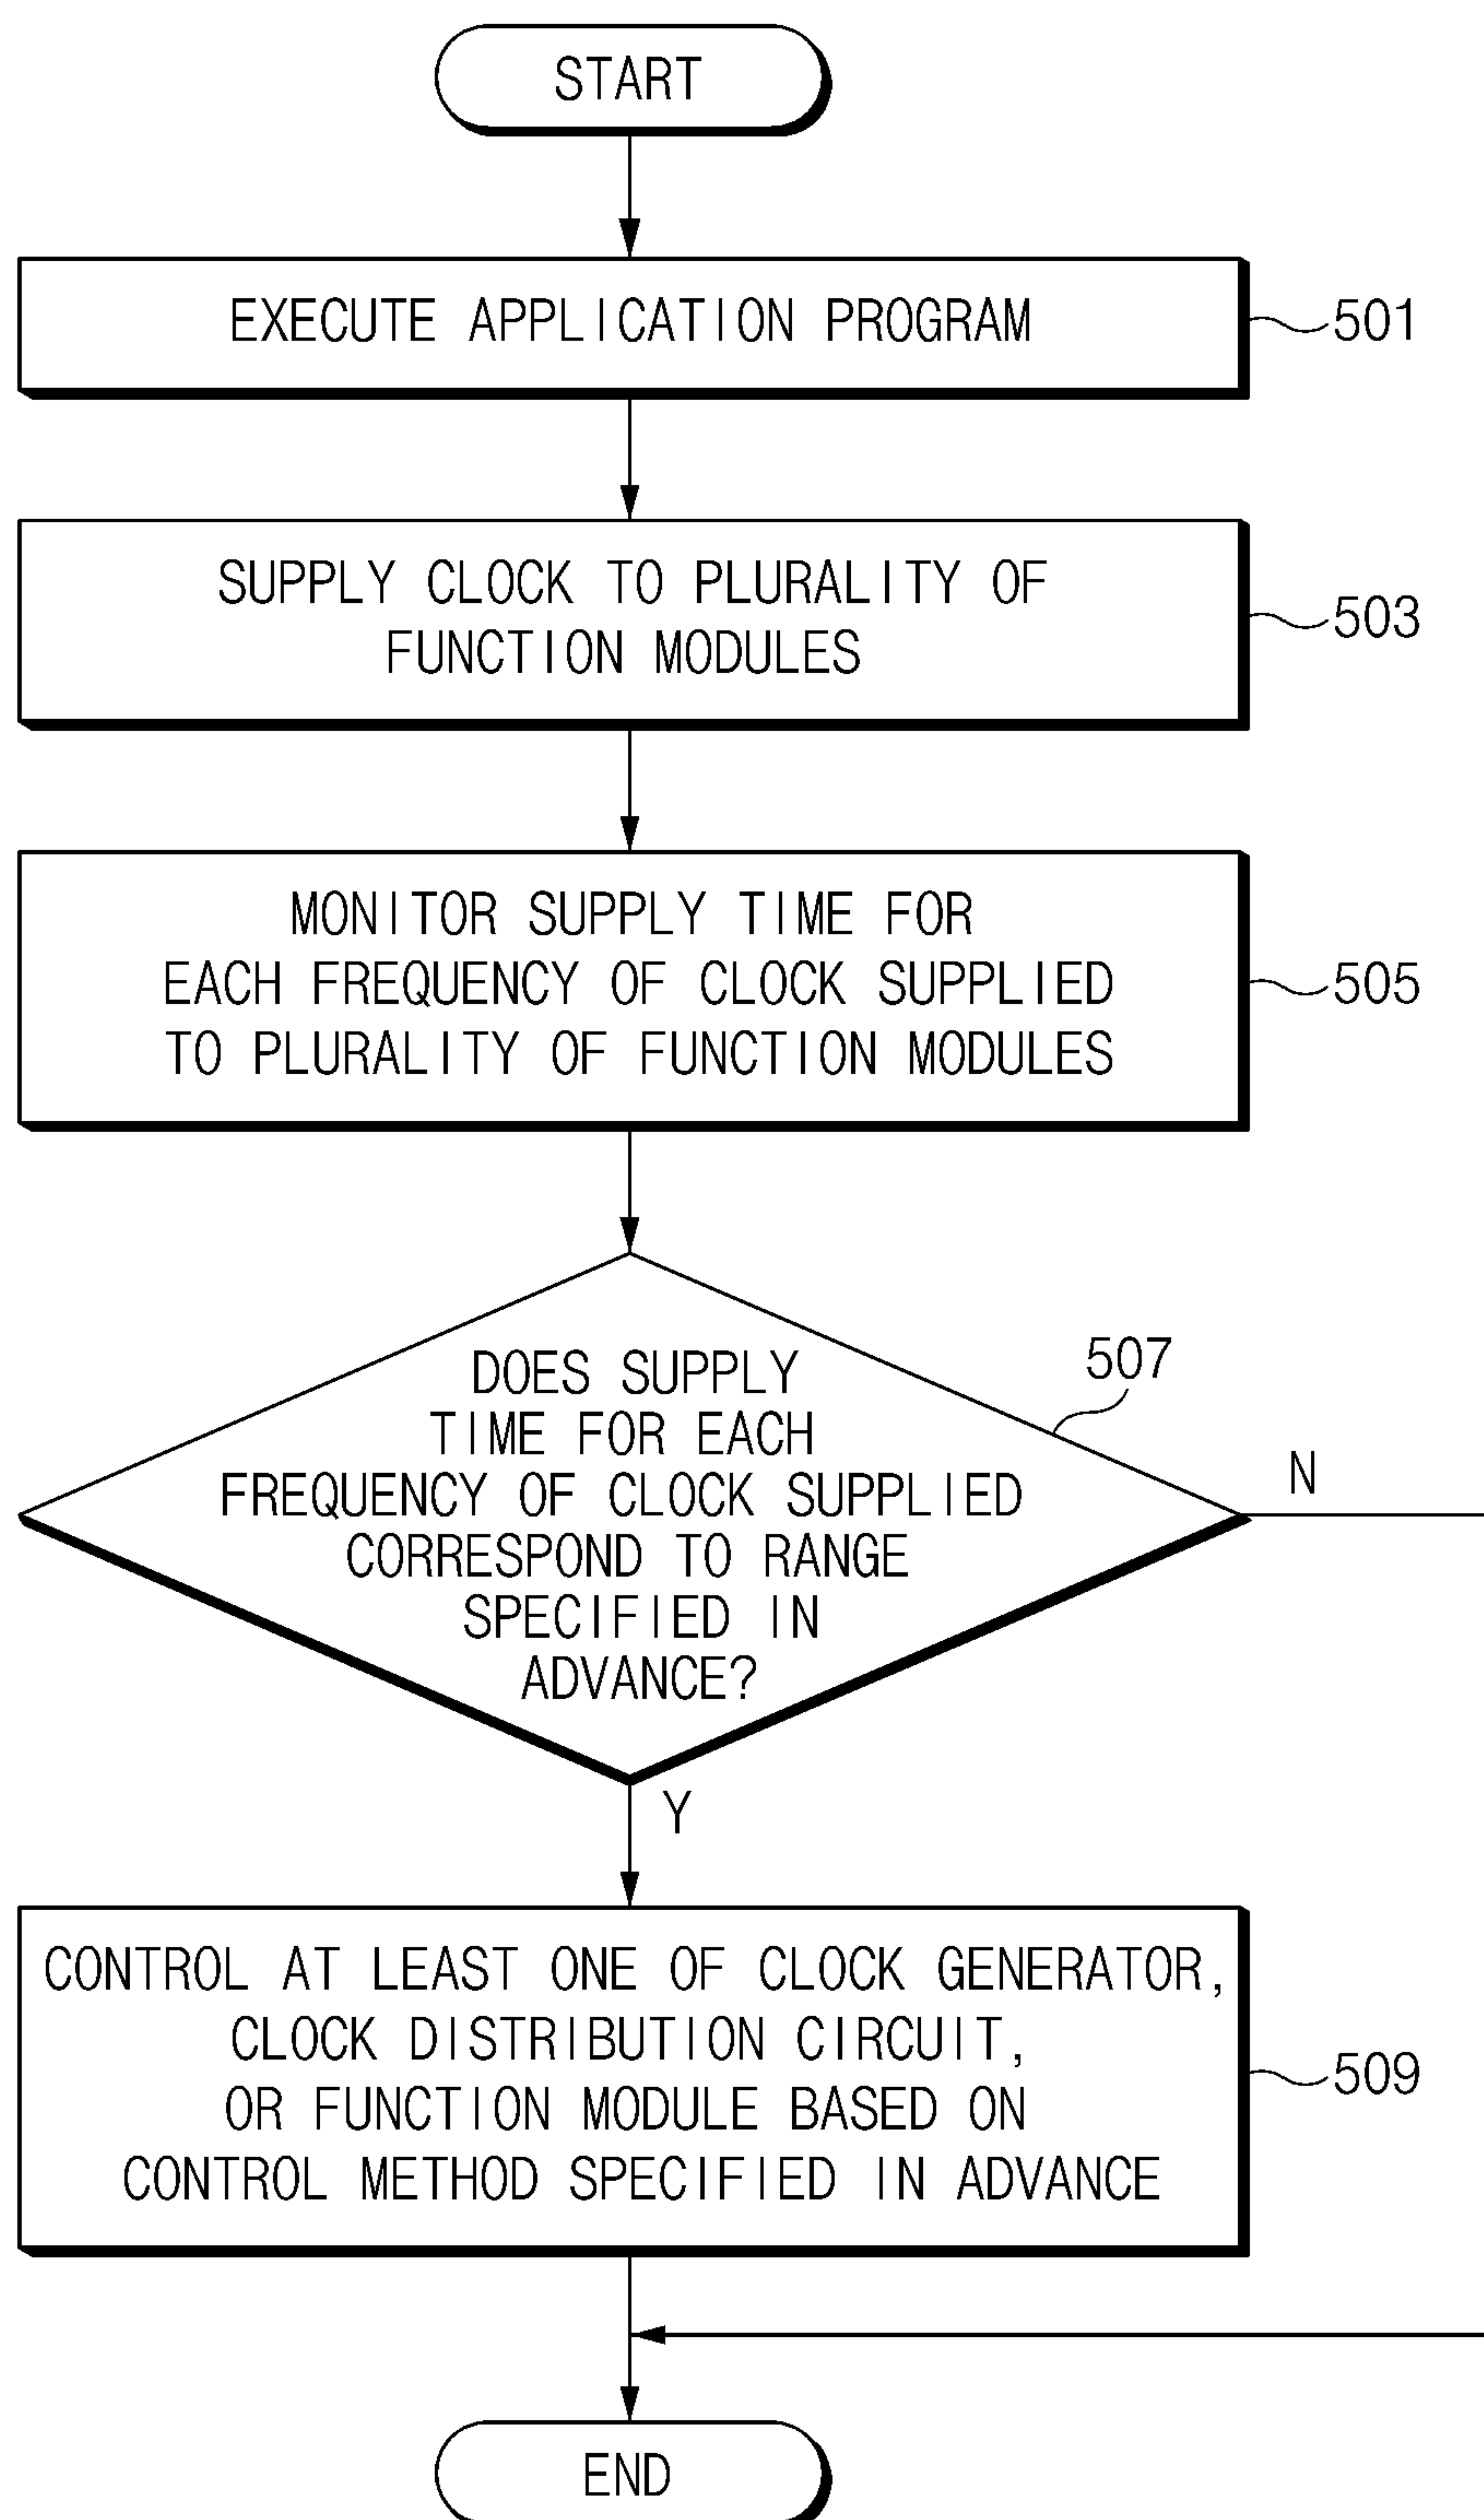 START
EXECUTE APPLICATION PROGRAM
501
SUPPLY CLOCK TO PLURALITY OF
FUNCTION MODULES
503
MONITOR SUPPLY TIME FOR
EACH FREQUENCY OF CLOCK SUPPLIED
TO PLURALITY OF FUNCTION MODULES
505
DOES SUPPLY
TIME FOR EACH
FREQUENCY OF CLOCK SUPPLIED
CORRESPOND TO RANGE
SPECIFIED IN
ADVANCE?
507
N
Y
CONTROL AT LEAST ONE OF CLOCK GENERATOR,
CLOCK DISTRIBUTION CIRCUIT,
OR FUNCTION MODULE BASED ON
CONTROL METHOD SPECIFIED IN ADVANCE
509
END